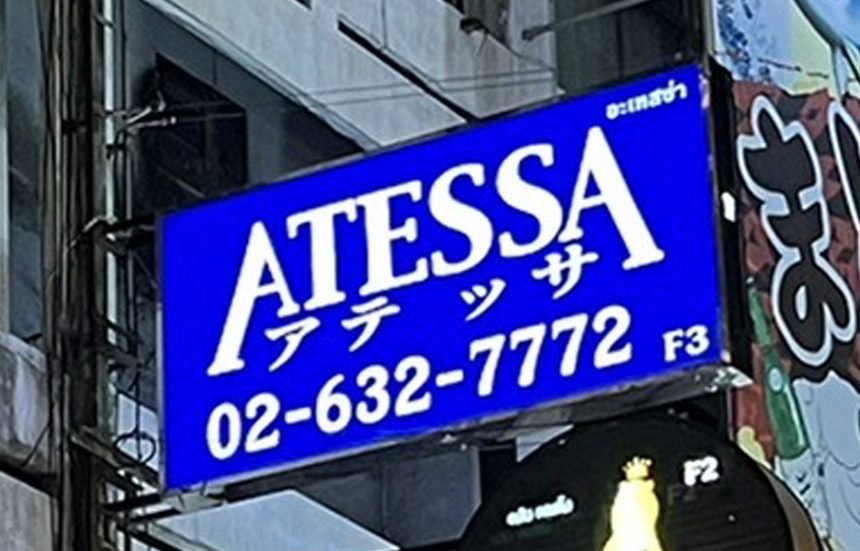 อะเทสซ่า
ATESSA
アテッサ
02-632-7772
F3
F2